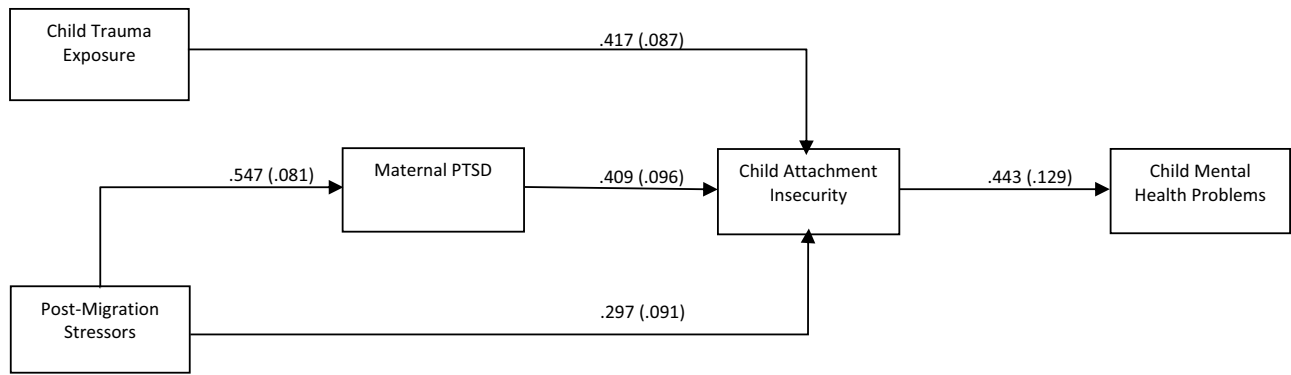 Child Trauma
Exposure
.417 (.087)
Maternal PTSD
.547 (.081)
.409 (.096)
Child Attachment
Insecurity
.443 (.129)
Child Mental
Health Problems
Post-Migration
Stressors
.297 (.091)